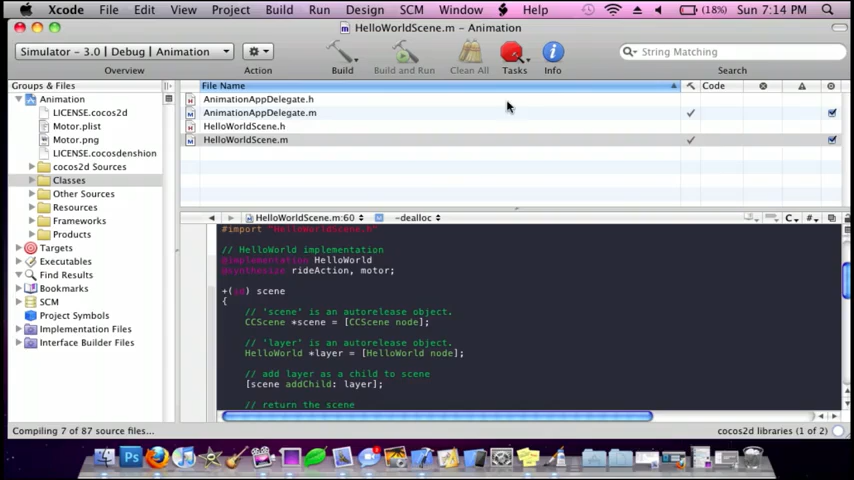 Xcode File Edit View Project Build Run Design SCM Window Help (18%) Sun 7:14 PM
HelloWorldScene.m - Animation
Simulator - 3.0 | Debug | Animation
String Matching
Overview Action Build Build and Run Clean All Tasks Info Search
Groups & Files
Animation
LICENSE.cocos2d
Motor.plist
Motor.png
LICENSE.cocosdenshion
cocos2d Sources
Classes
Other Sources
Resources
Frameworks
Products
Targets
Executables
Find Results
Bookmarks
SCM
Project Symbols
Implementation Files
Interface Builder Files
File Name Code
AnimationAppDelegate.h
AnimationAppDelegate.m
HelloWorldScene.h
HelloWorldScene.m
HelloWorldScene.m:60 -dealloc C #
#import "HelloWorldScene.h"
// HelloWorld implementation
@implementation HelloWorld
@synthesize rideAction, motor;
+(id) scene
{
// 'scene' is an autorelease object.
CCScene *scene = [CCScene node];
// 'layer' is an autorelease object.
HelloWorld *layer = [HelloWorld node];
// add layer as a child to scene
[scene addChild: layer];
// return the scene
Compiling 7 of 87 source files...
cocos2d libraries (1 of 2)